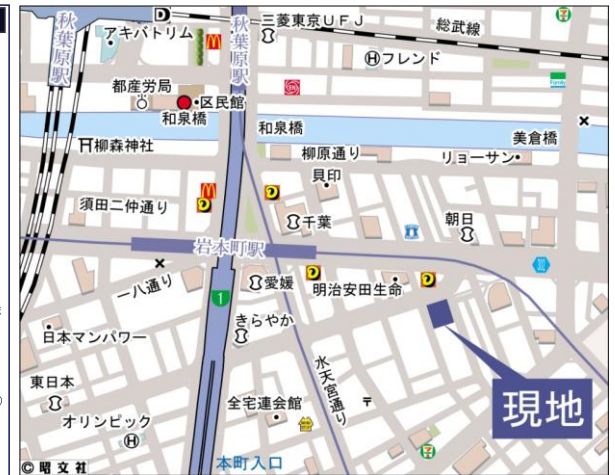 秋葉原駅
アキバトリム
D
秋葉原駅
三菱東京UFJ
総武線
Hフレンド
都産労局
区民館
和泉橋
Family
和泉橋
美倉橋
柳森神社
柳原通り
リョーサン
貝印
須田二仲通り
千葉
朝日
岩本町駅
一八通り
1
愛媛
明治安田生命
きらやか
日本マンパワー
水天宮通り
東日本
現地
オリンピック
H
全宅連会館
〒
本町入口
©昭文社